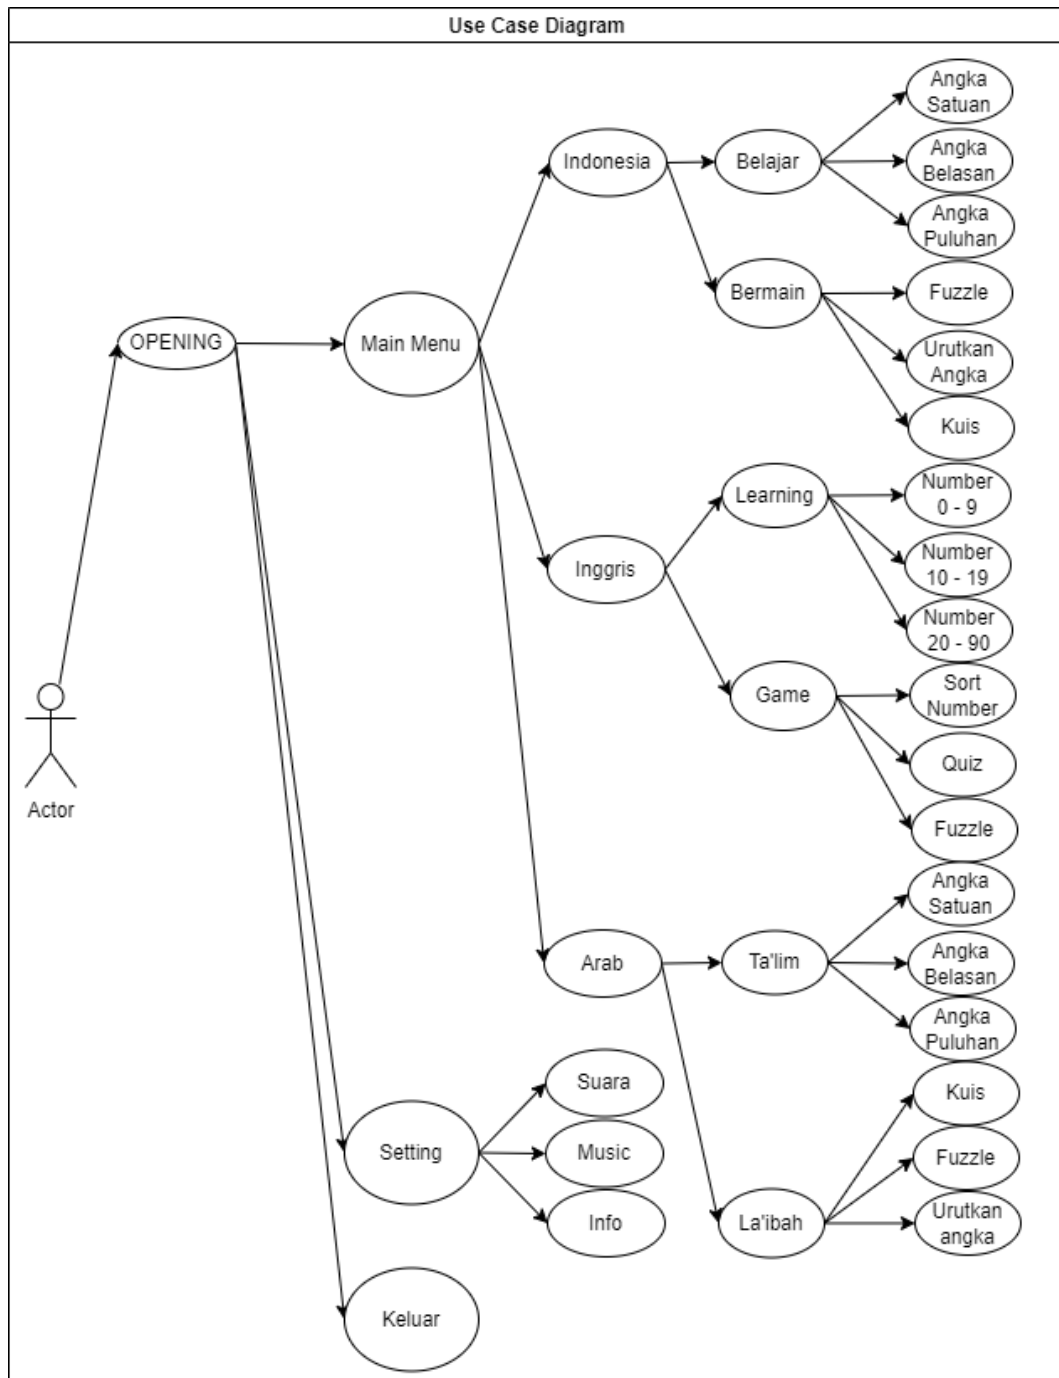 Use Case Diagram
Angka
Satuan
Indonesia
Belajar
Angka
Belasan
Angka
Puluhan
Bermain
Fuzzle
OPENING
Main Menu
Urutkan
Angka
Kuis
Learning
Number
0 - 9
Inggris
Number
10 - 19
Number
20 - 90
Game
Sort
Number
Quiz
Actor
Fuzzle
Angka
Satuan
Arab
Ta'lim
Angka
Belasan
Angka
Puluhan
Suara
Kuis
Setting
Music
Fuzzle
Info
La'ibah
Urutkan
angka
Keluar